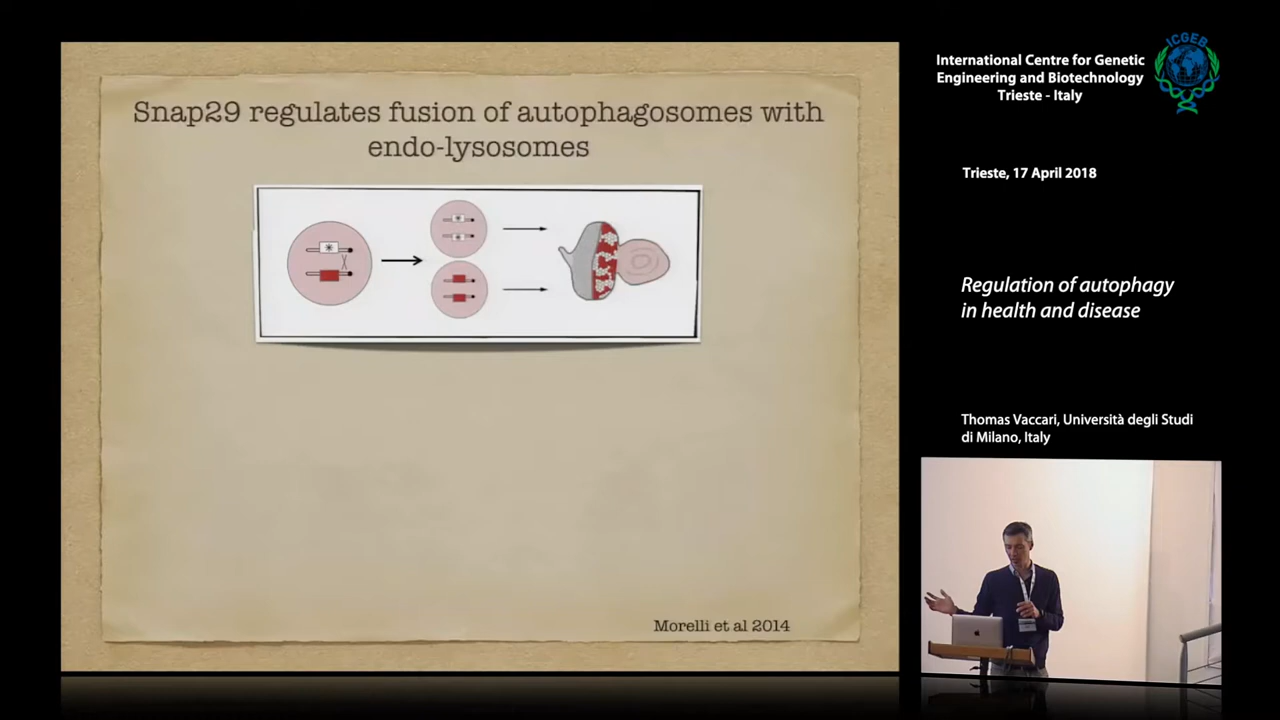 Snap29 regulates fusion of autophagosomes with
endo-lysosomes
Morelli et al 2014
ICGEB
International Centre for Genetic
Engineering and Biotechnology
Trieste - Italy
Trieste, 17 April 2018
Regulation of autophagy
in health and disease
Thomas Vaccari, Università degli Studi
di Milano, Italy